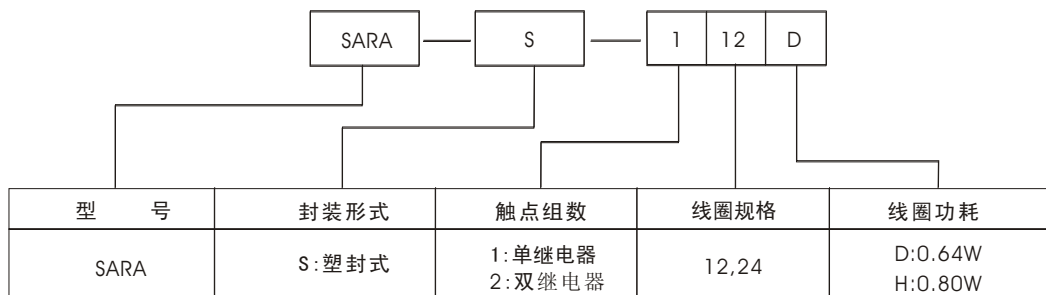 SARA — S — 1 12 D
型 号 封装形式 触点组数 线圈规格 线圈功耗
SARA S:塑封式 1:单继电器 12,24 D:0.64W
2:双继电器 H:0.80W